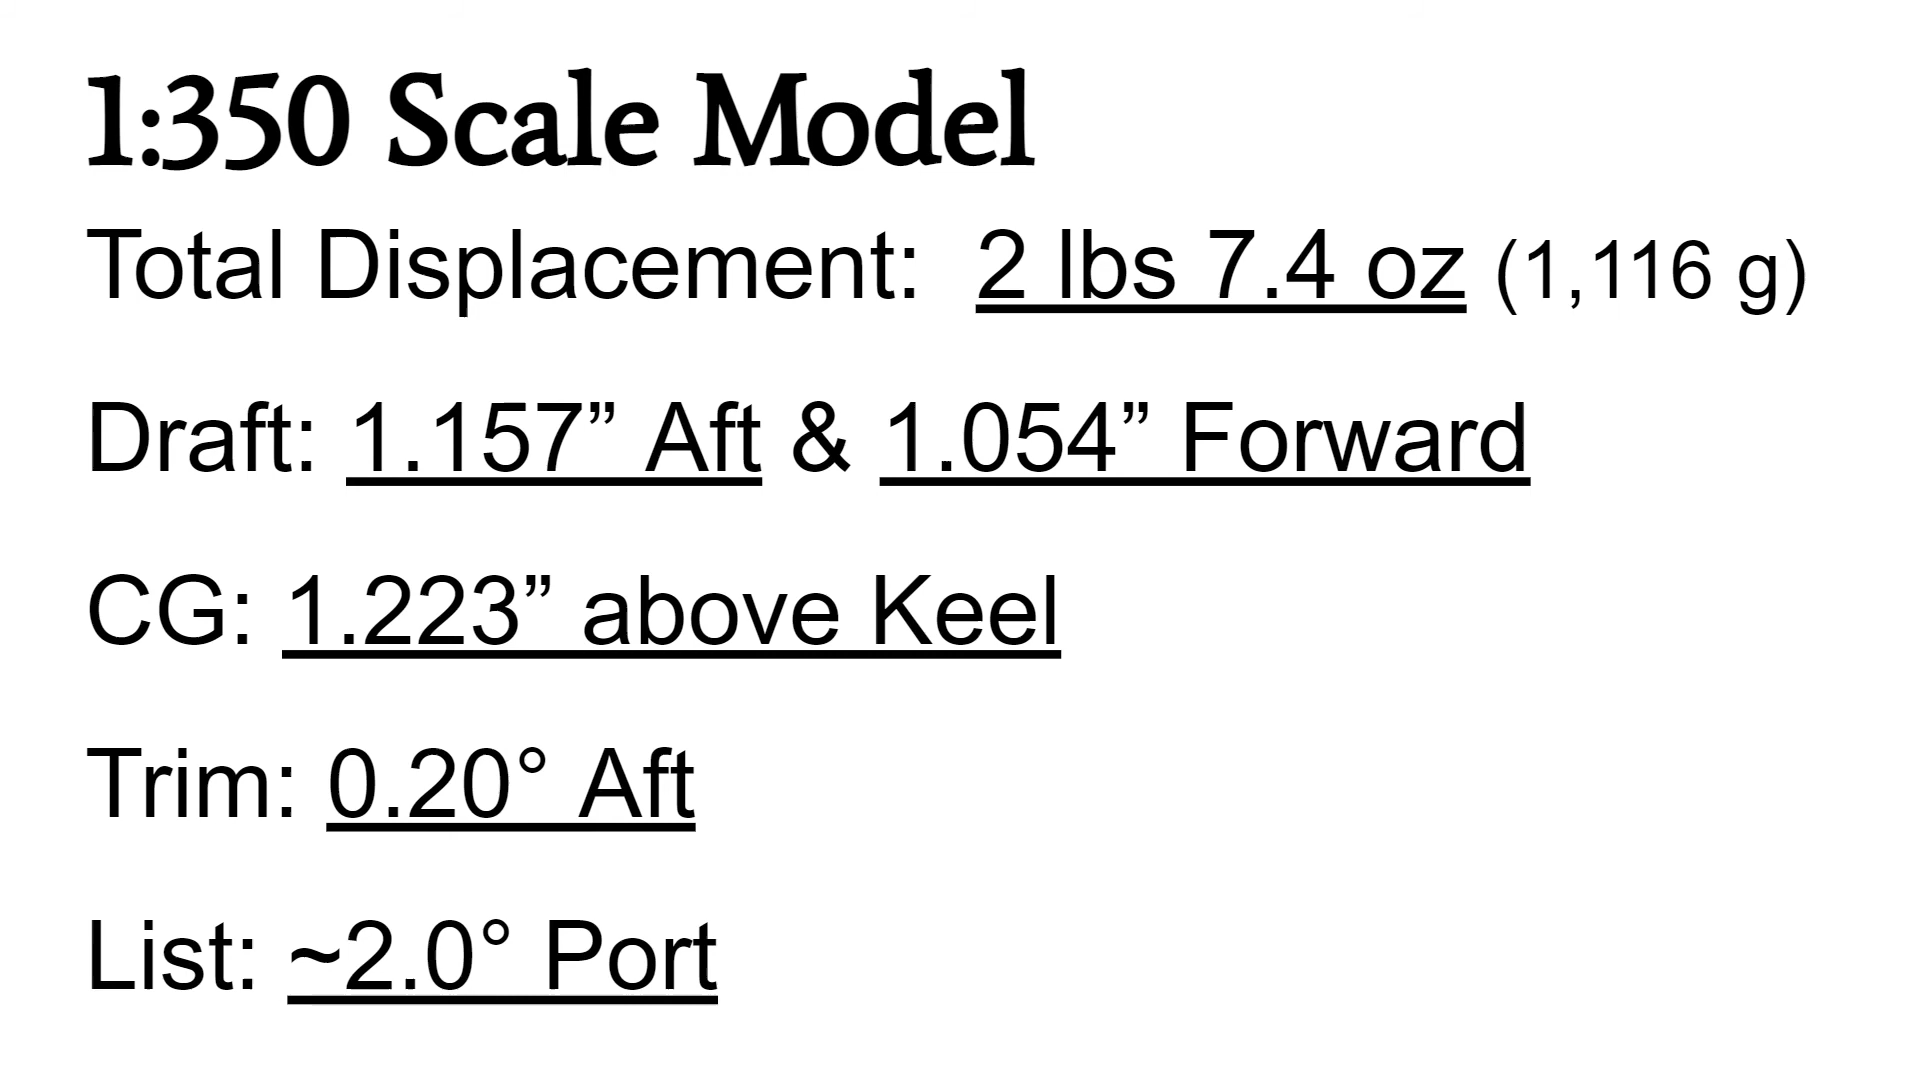 1:350 Scale Model
Total Displacement: 2 lbs 7.4 oz (1,116 g)
Draft: 1.157” Aft & 1.054” Forward
CG: 1.223” above Keel
Trim: 0.20° Aft
List: ~2.0° Port